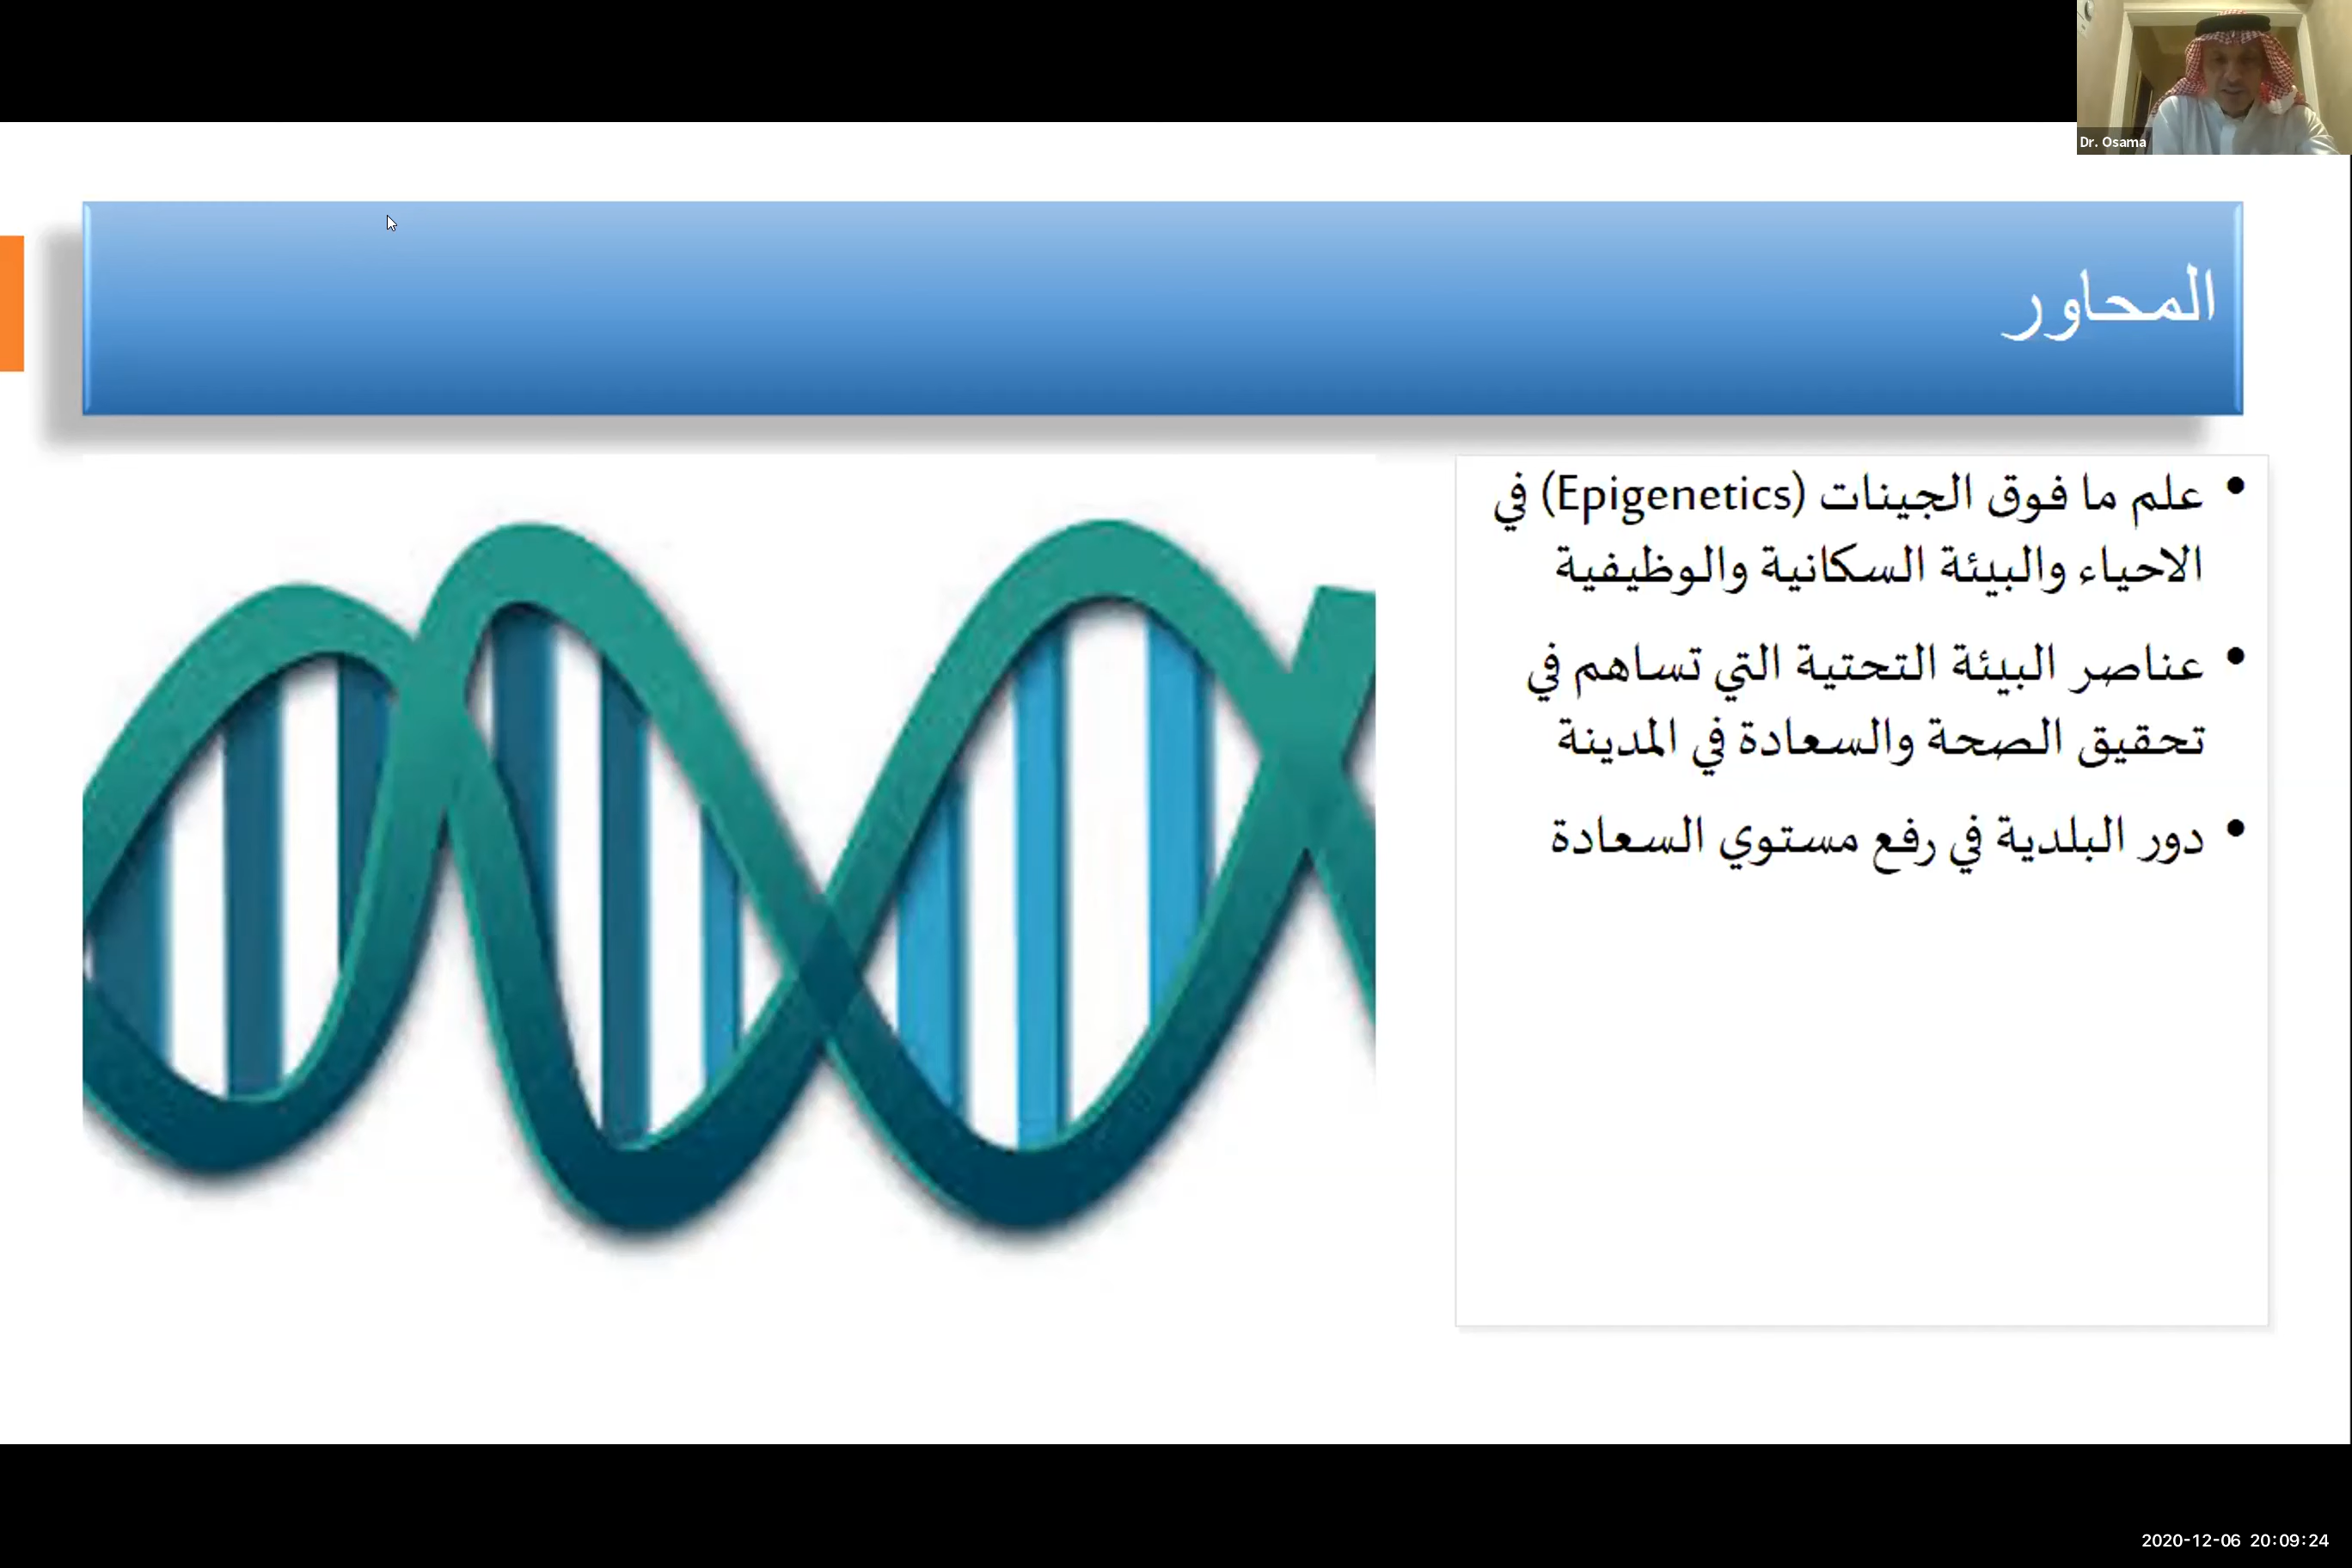 Dr. Osama
المحاور
• علم ما فوق الجينات (Epigenetics) في
الاحياء والبيئة السكانية والوظيفية
• عناصر البيئة التحتية التي تساهم في
تحقيق الصحة والسعادة في المدينة
• دور البلدية في رفع مستوي السعادة
2020-12-06 20:09:24